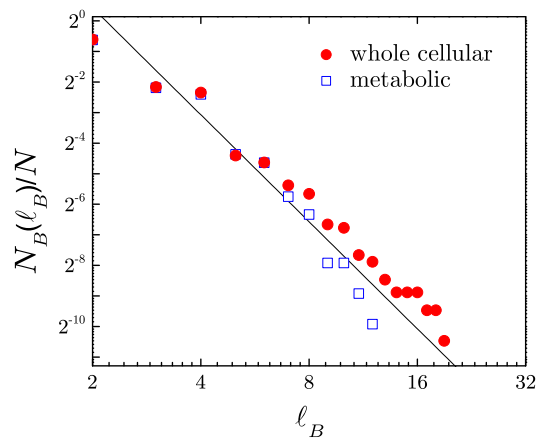 2^0
whole cellular
metabolic
2^-2
2^-4
2^-6
2^-8
2^-10
N_B(ℓ_B)/N
2 4 8 16 32
ℓ_B